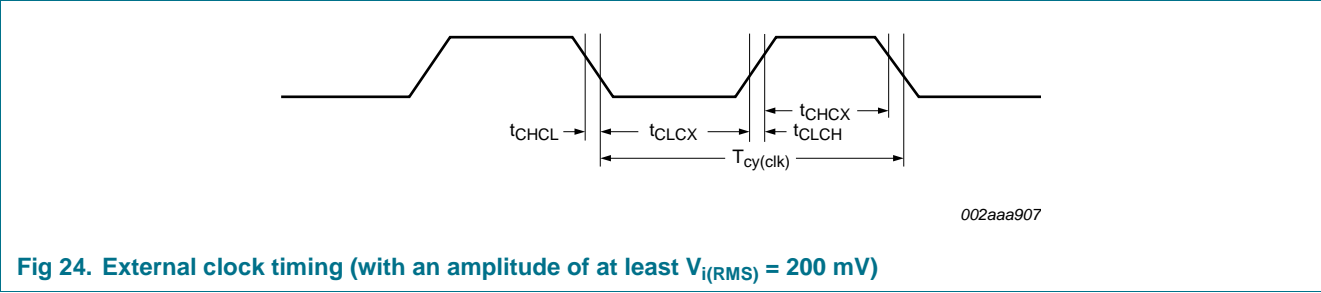 tCHCX
tCHCL tCLCX tCLCH
Tcy(clk)
002aaa907
Fig 24. External clock timing (with an amplitude of at least Vi(RMS) = 200 mV)